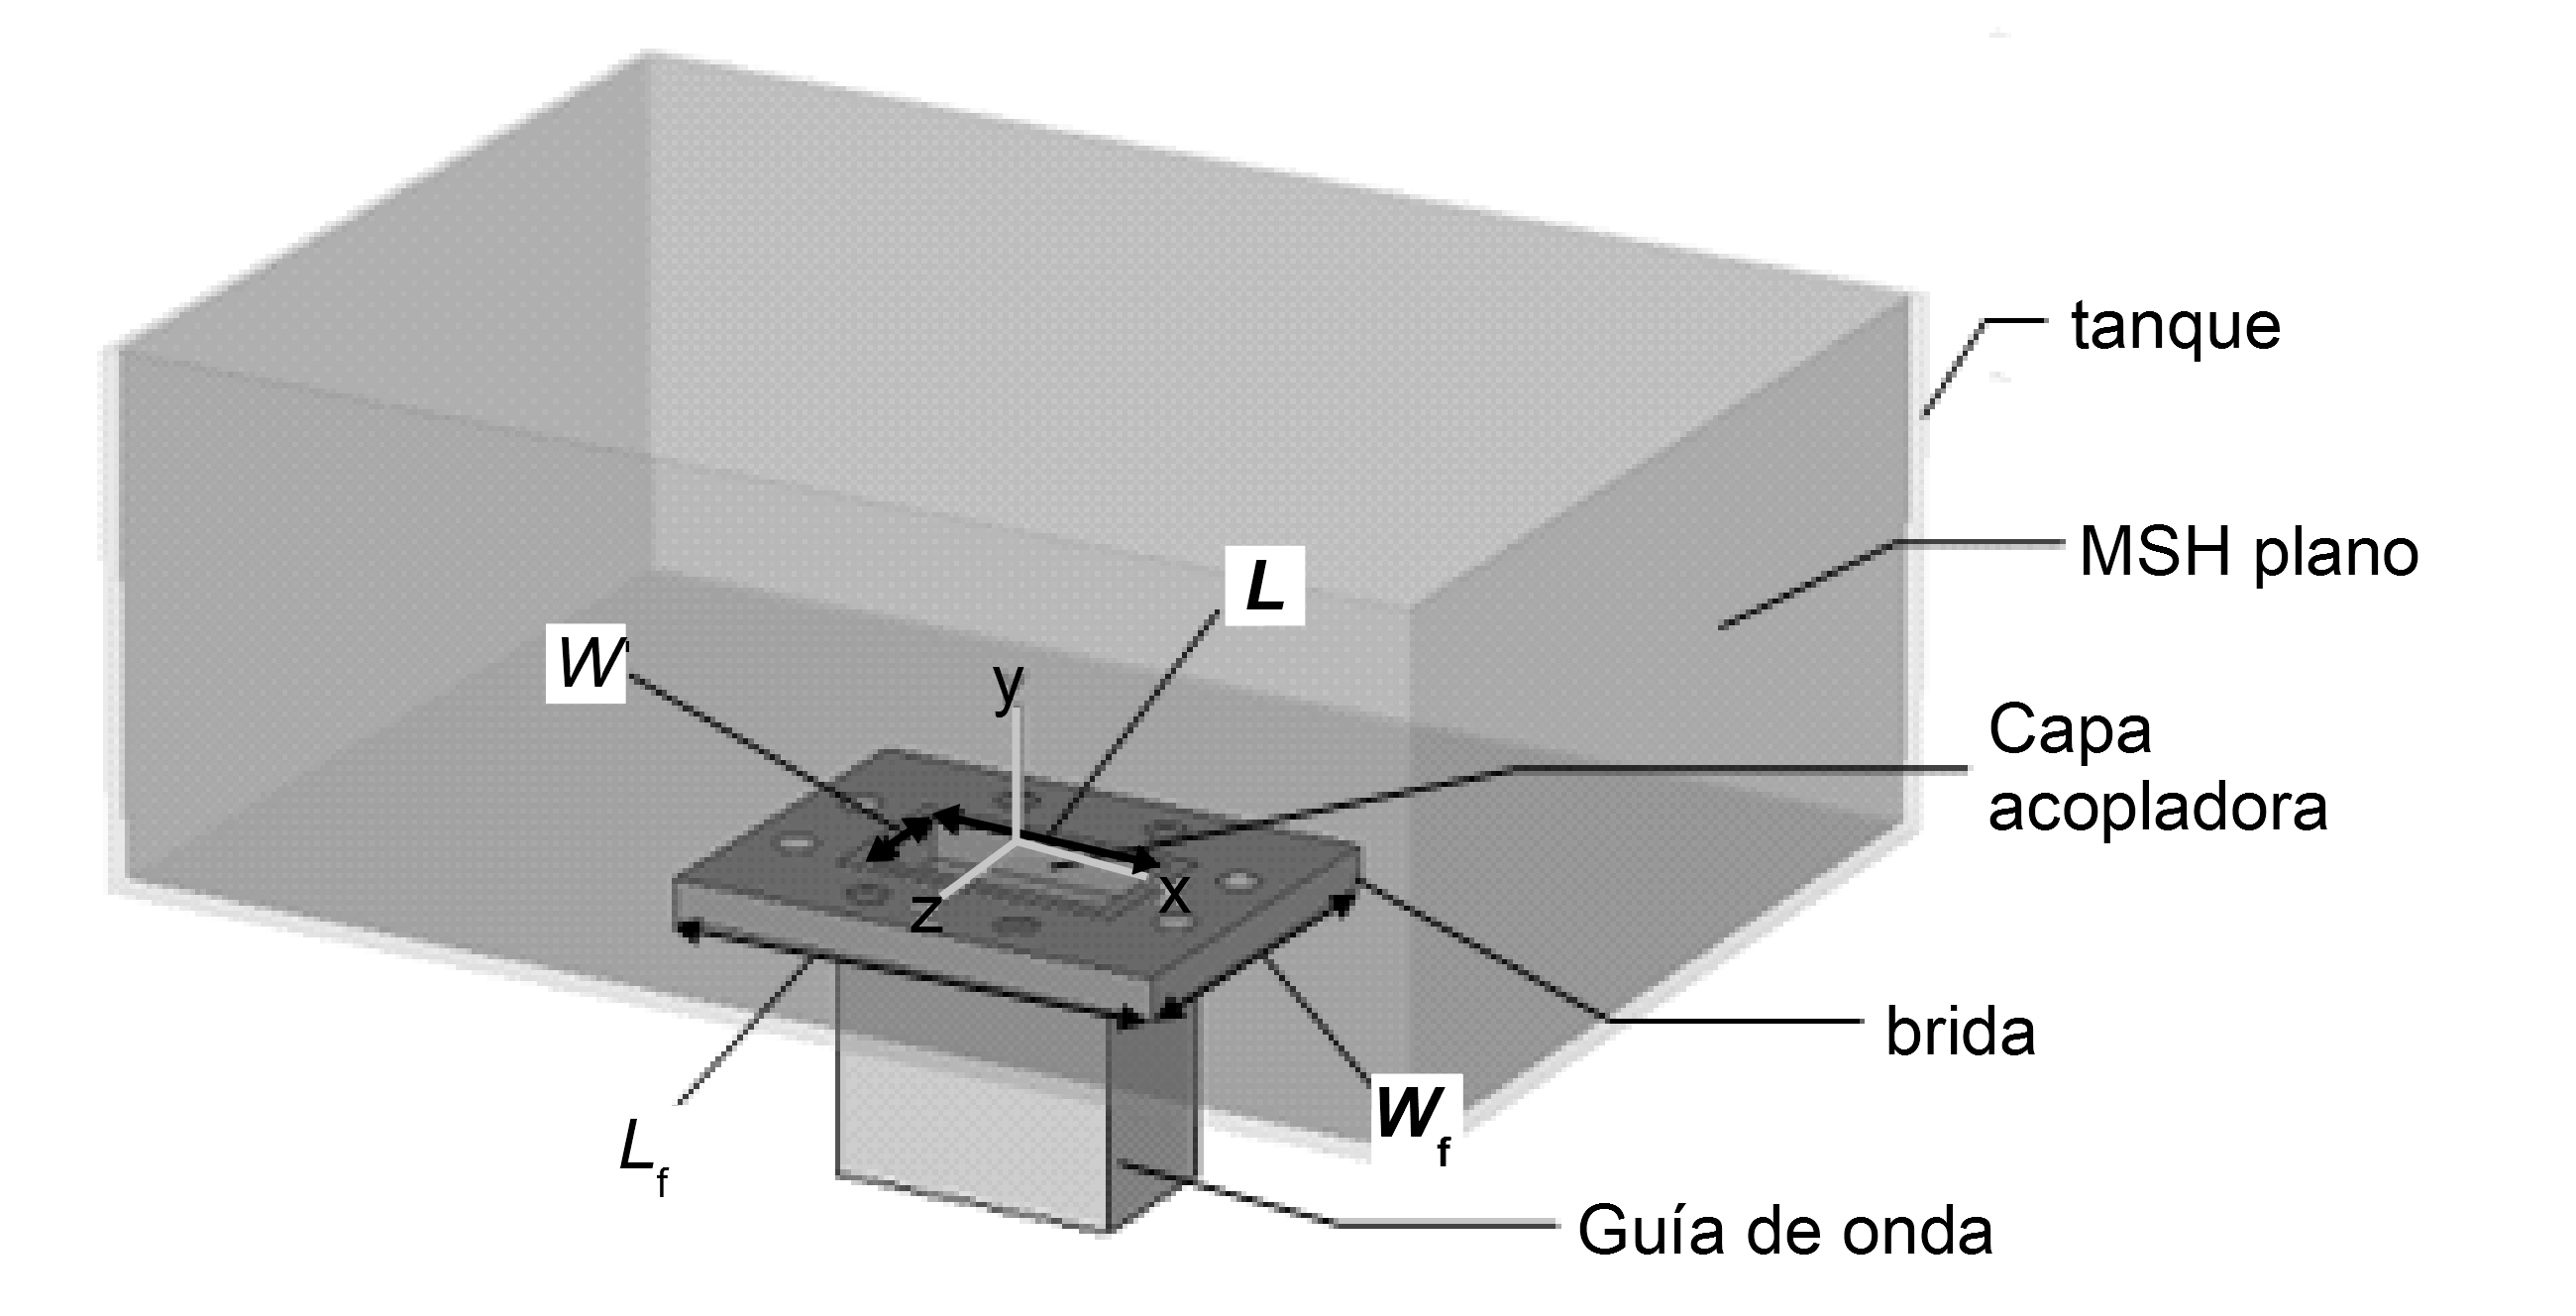 tanque
MSH plano
L
W
y
Capa
acopladora
x
z
brida
Wf
Lf
Guía de onda